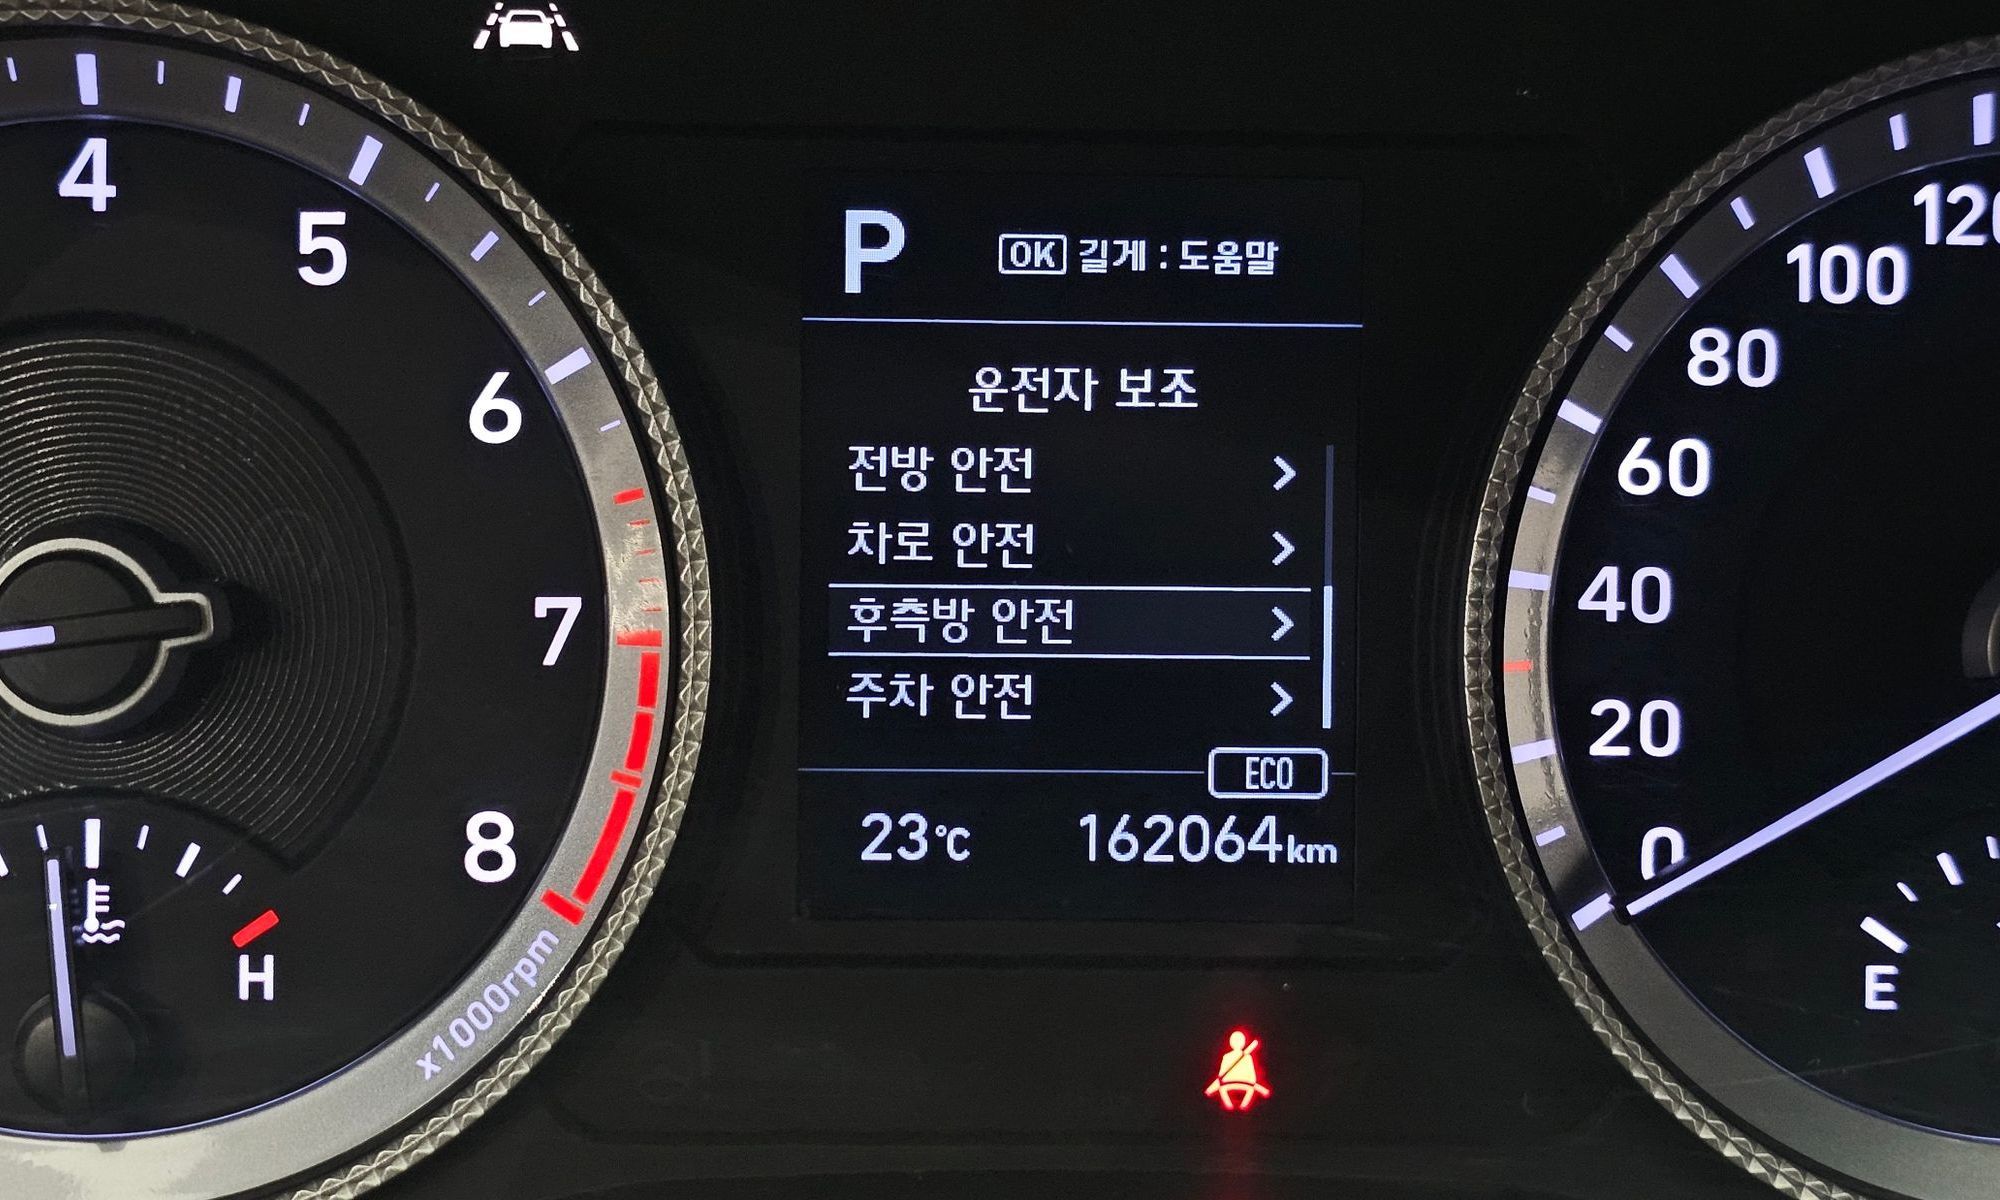 4
5
6
7
8
x1000rpm
H
P
OK 길게 : 도움말
운전자 보조
전방 안전
차로 안전
후측방 안전
주차 안전
ECO
23℃ 162064km
120
100
80
60
40
20
0
E